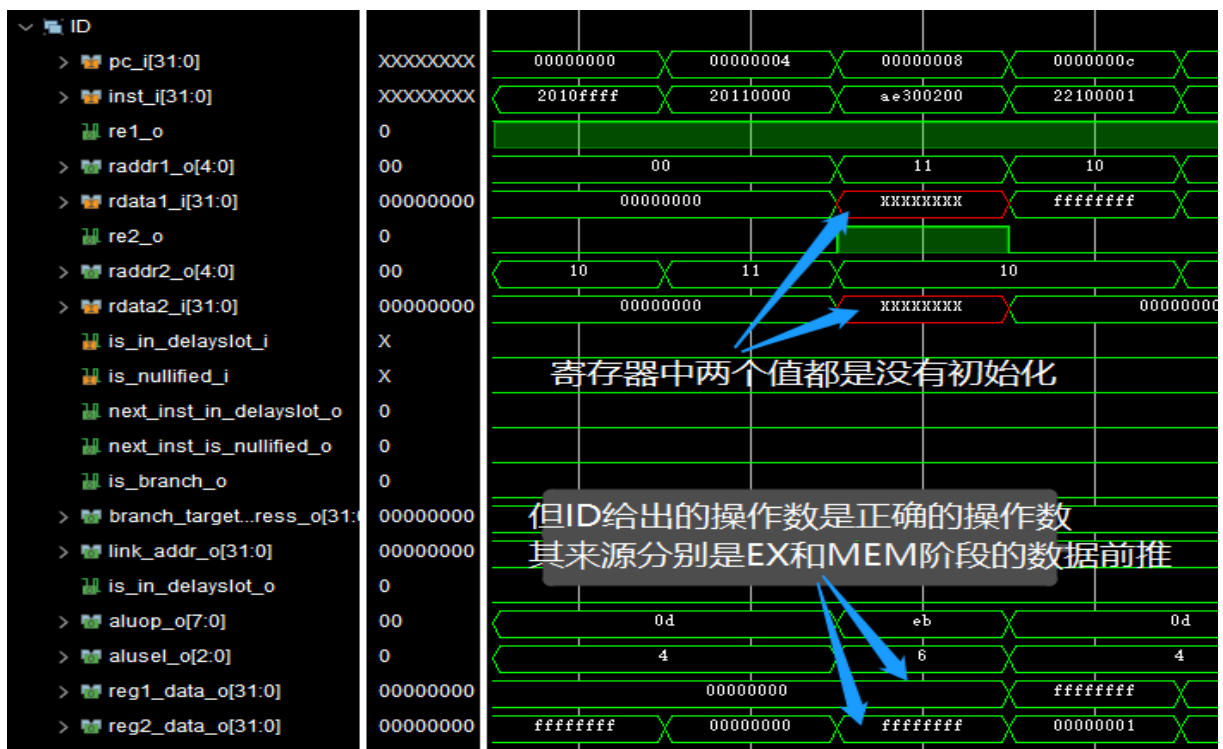 ID
pc_i[31:0] XXXXXXXX 00000000 00000004 00000008 0000000c
inst_i[31:0] XXXXXXXX 2010ffff 20110000 ae300200 22100001
re1_o 0
raddr1_o[4:0] 00 00 11 10
rdata1_i[31:0] 00000000 00000000 XXXXXXXX ffffffff
re2_o 0
raddr2_o[4:0] 00 10 11 10
rdata2_i[31:0] 00000000 00000000 XXXXXXXX 00000000
is_in_delayslot_i X
is_nullified_i X
寄存器中两个值都是没有初始化
next_inst_in_delayslot_o 0
next_inst_is_nullified_o 0
is_branch_o 0
但ID给出的操作数是正确的操作数
branch_target...ress_o[31:( 00000000
其来源分别是EX和MEM阶段的数据前推
link_addr_o[31:0] 00000000
is_in_delayslot_o 0
aluop_o[7:0] 00 0d eb 0d
alusel_o[2:0] 0 4 6 4
reg1_data_o[31:0] 00000000 00000000 ffffffff
reg2_data_o[31:0] 00000000 ffffffff 00000000 ffffffff 00000001